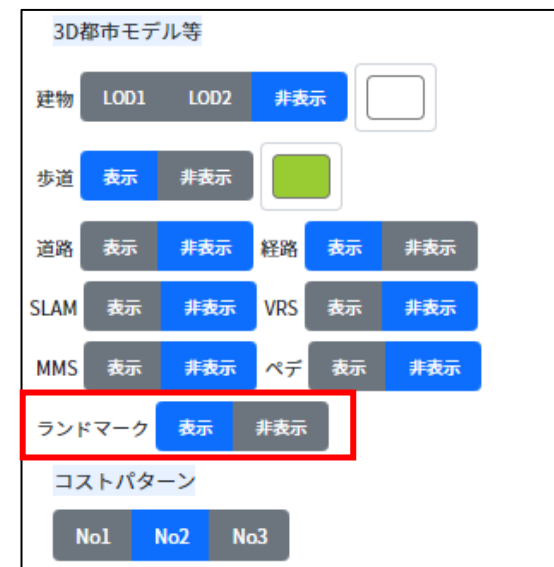 3D都市モデル等
建物 LOD1 LOD2 非表示
歩道 表示 非表示
道路 表示 非表示 経路 表示 非表示
SLAM 表示 非表示 VRS 表示 非表示
MMS 表示 非表示 ペデ 表示 非表示
ランドマーク 表示 非表示
コストパターン
No1 No2 No3